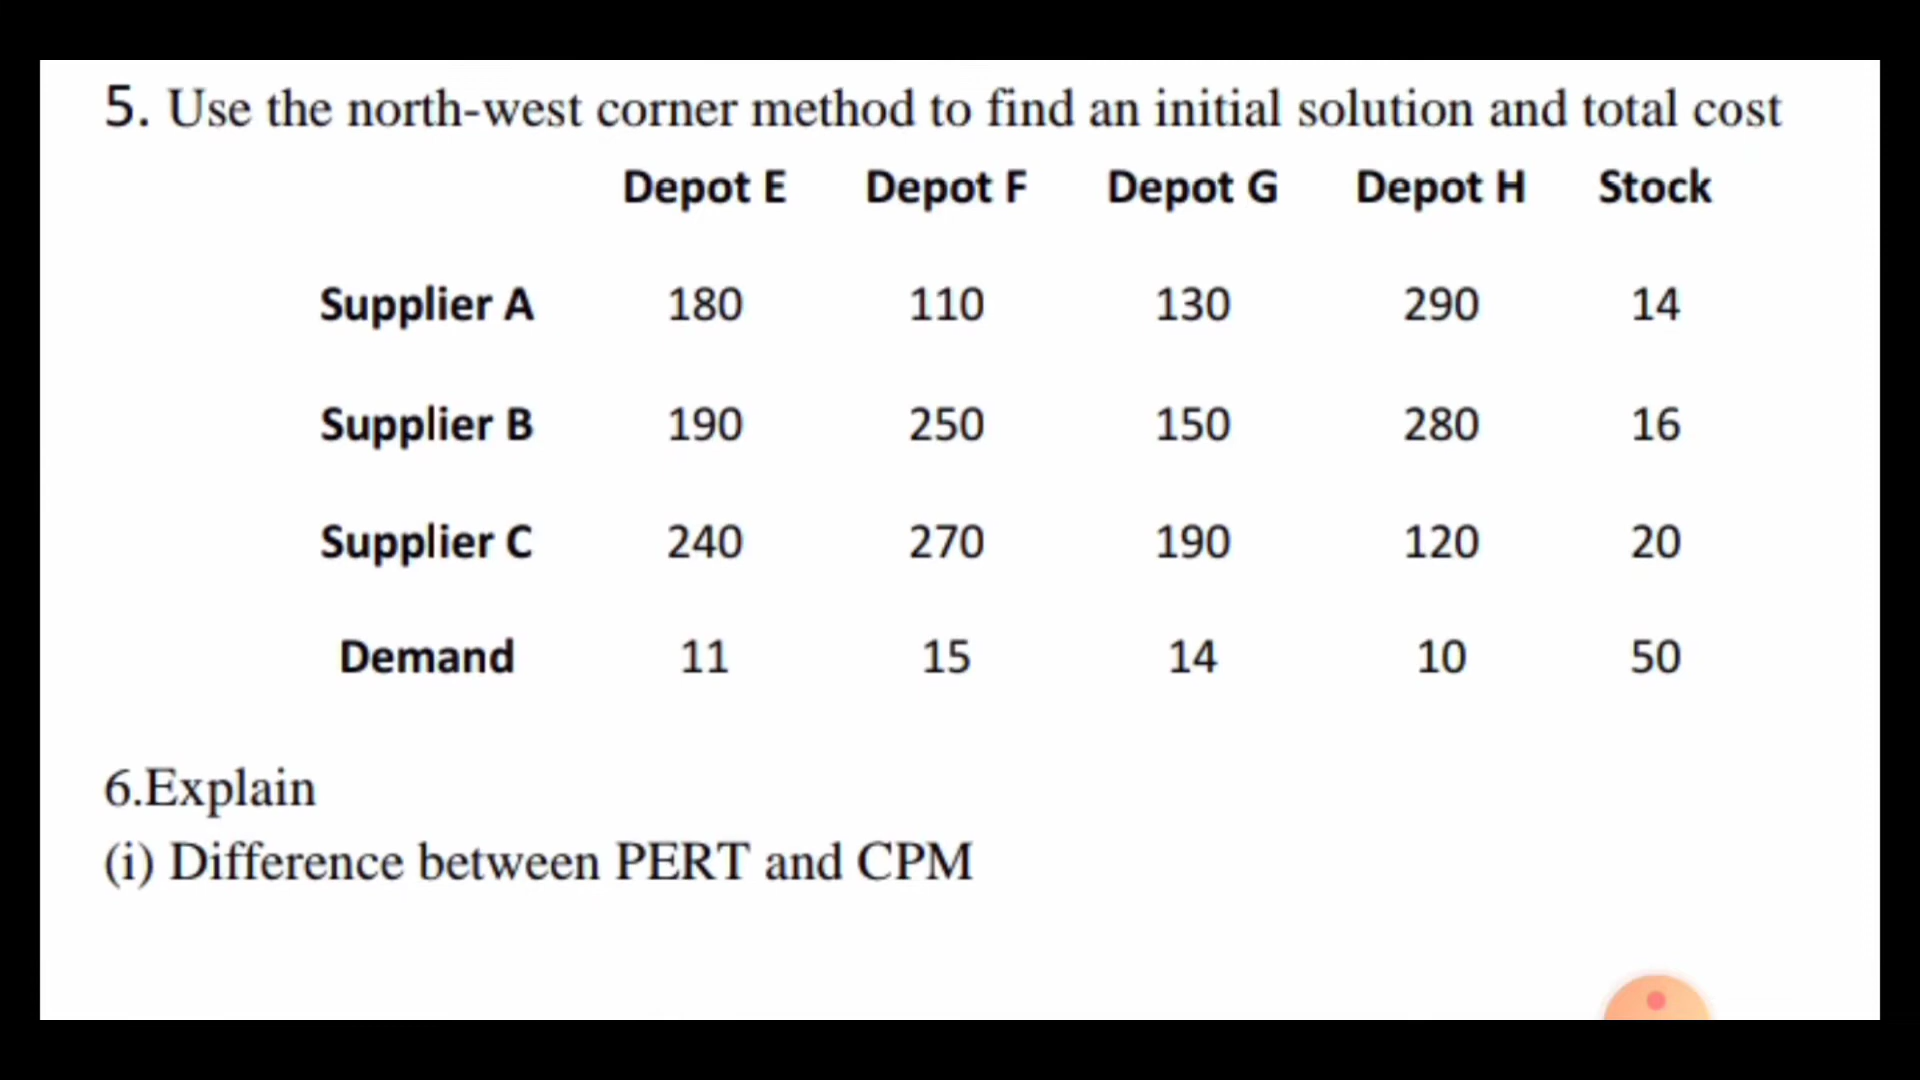 5. Use the north-west corner method to find an initial solution and total cost
Depot E Depot F Depot G Depot H Stock
Supplier A 180 110 130 290 14
Supplier B 190 250 150 280 16
Supplier C 240 270 190 120 20
Demand 11 15 14 10 50
6.Explain
(i) Difference between PERT and CPM